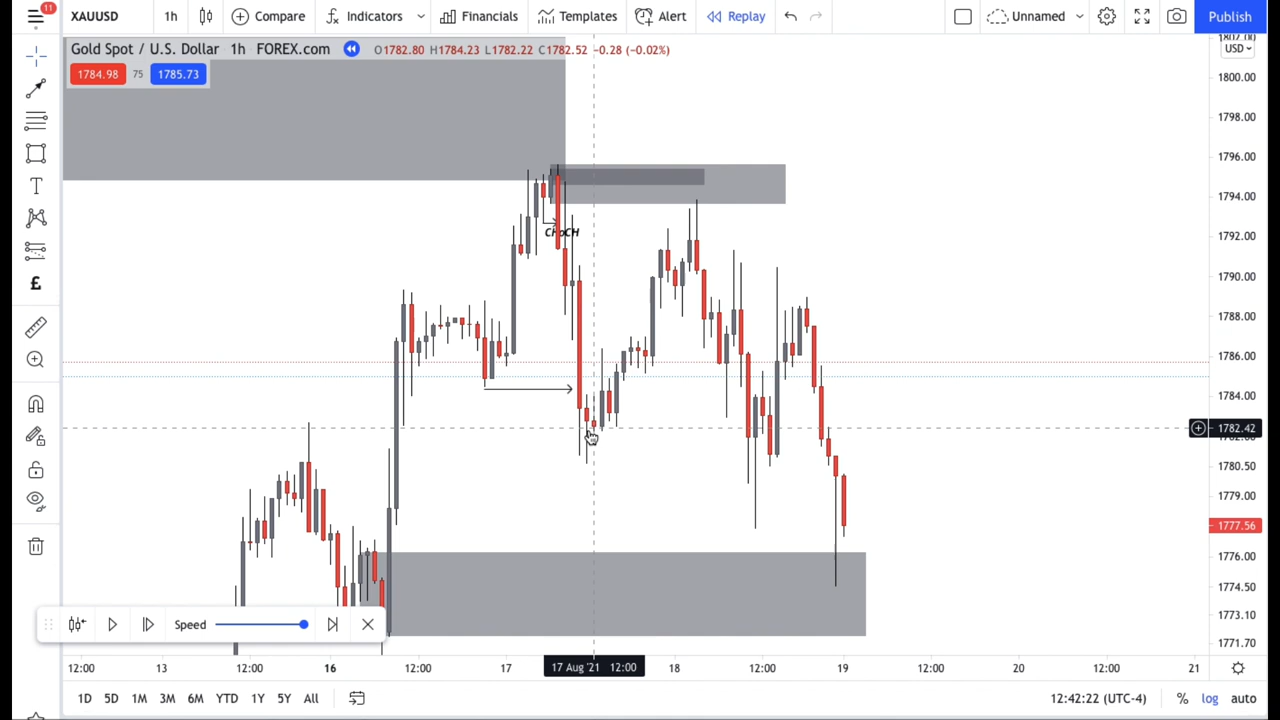 11
XAUUSD 1h Compare Indicators Financials Templates Alert Replay Unnamed Publish
Gold Spot / U.S. Dollar 1h FOREX.com O1782.80 H1784.23 L1782.22 C1782.52 -0.28 (-0.02%)
1784.98 75 1785.73
USD
1800.00
1798.00
1796.00
1794.00
1792.00
CHoCH
1790.00
1788.00
1786.00
1784.00
1782.42
1780.50
1779.00
1777.56
1776.00
1774.50
1773.10
1771.70
Speed
12:00 13 12:00 16 12:00 17 17 Aug '21 12:00 18 12:00 19 12:00 20 12:00 21
1D 5D 1M 3M 6M YTD 1Y 5Y All 12:42:22 (UTC-4) % log auto